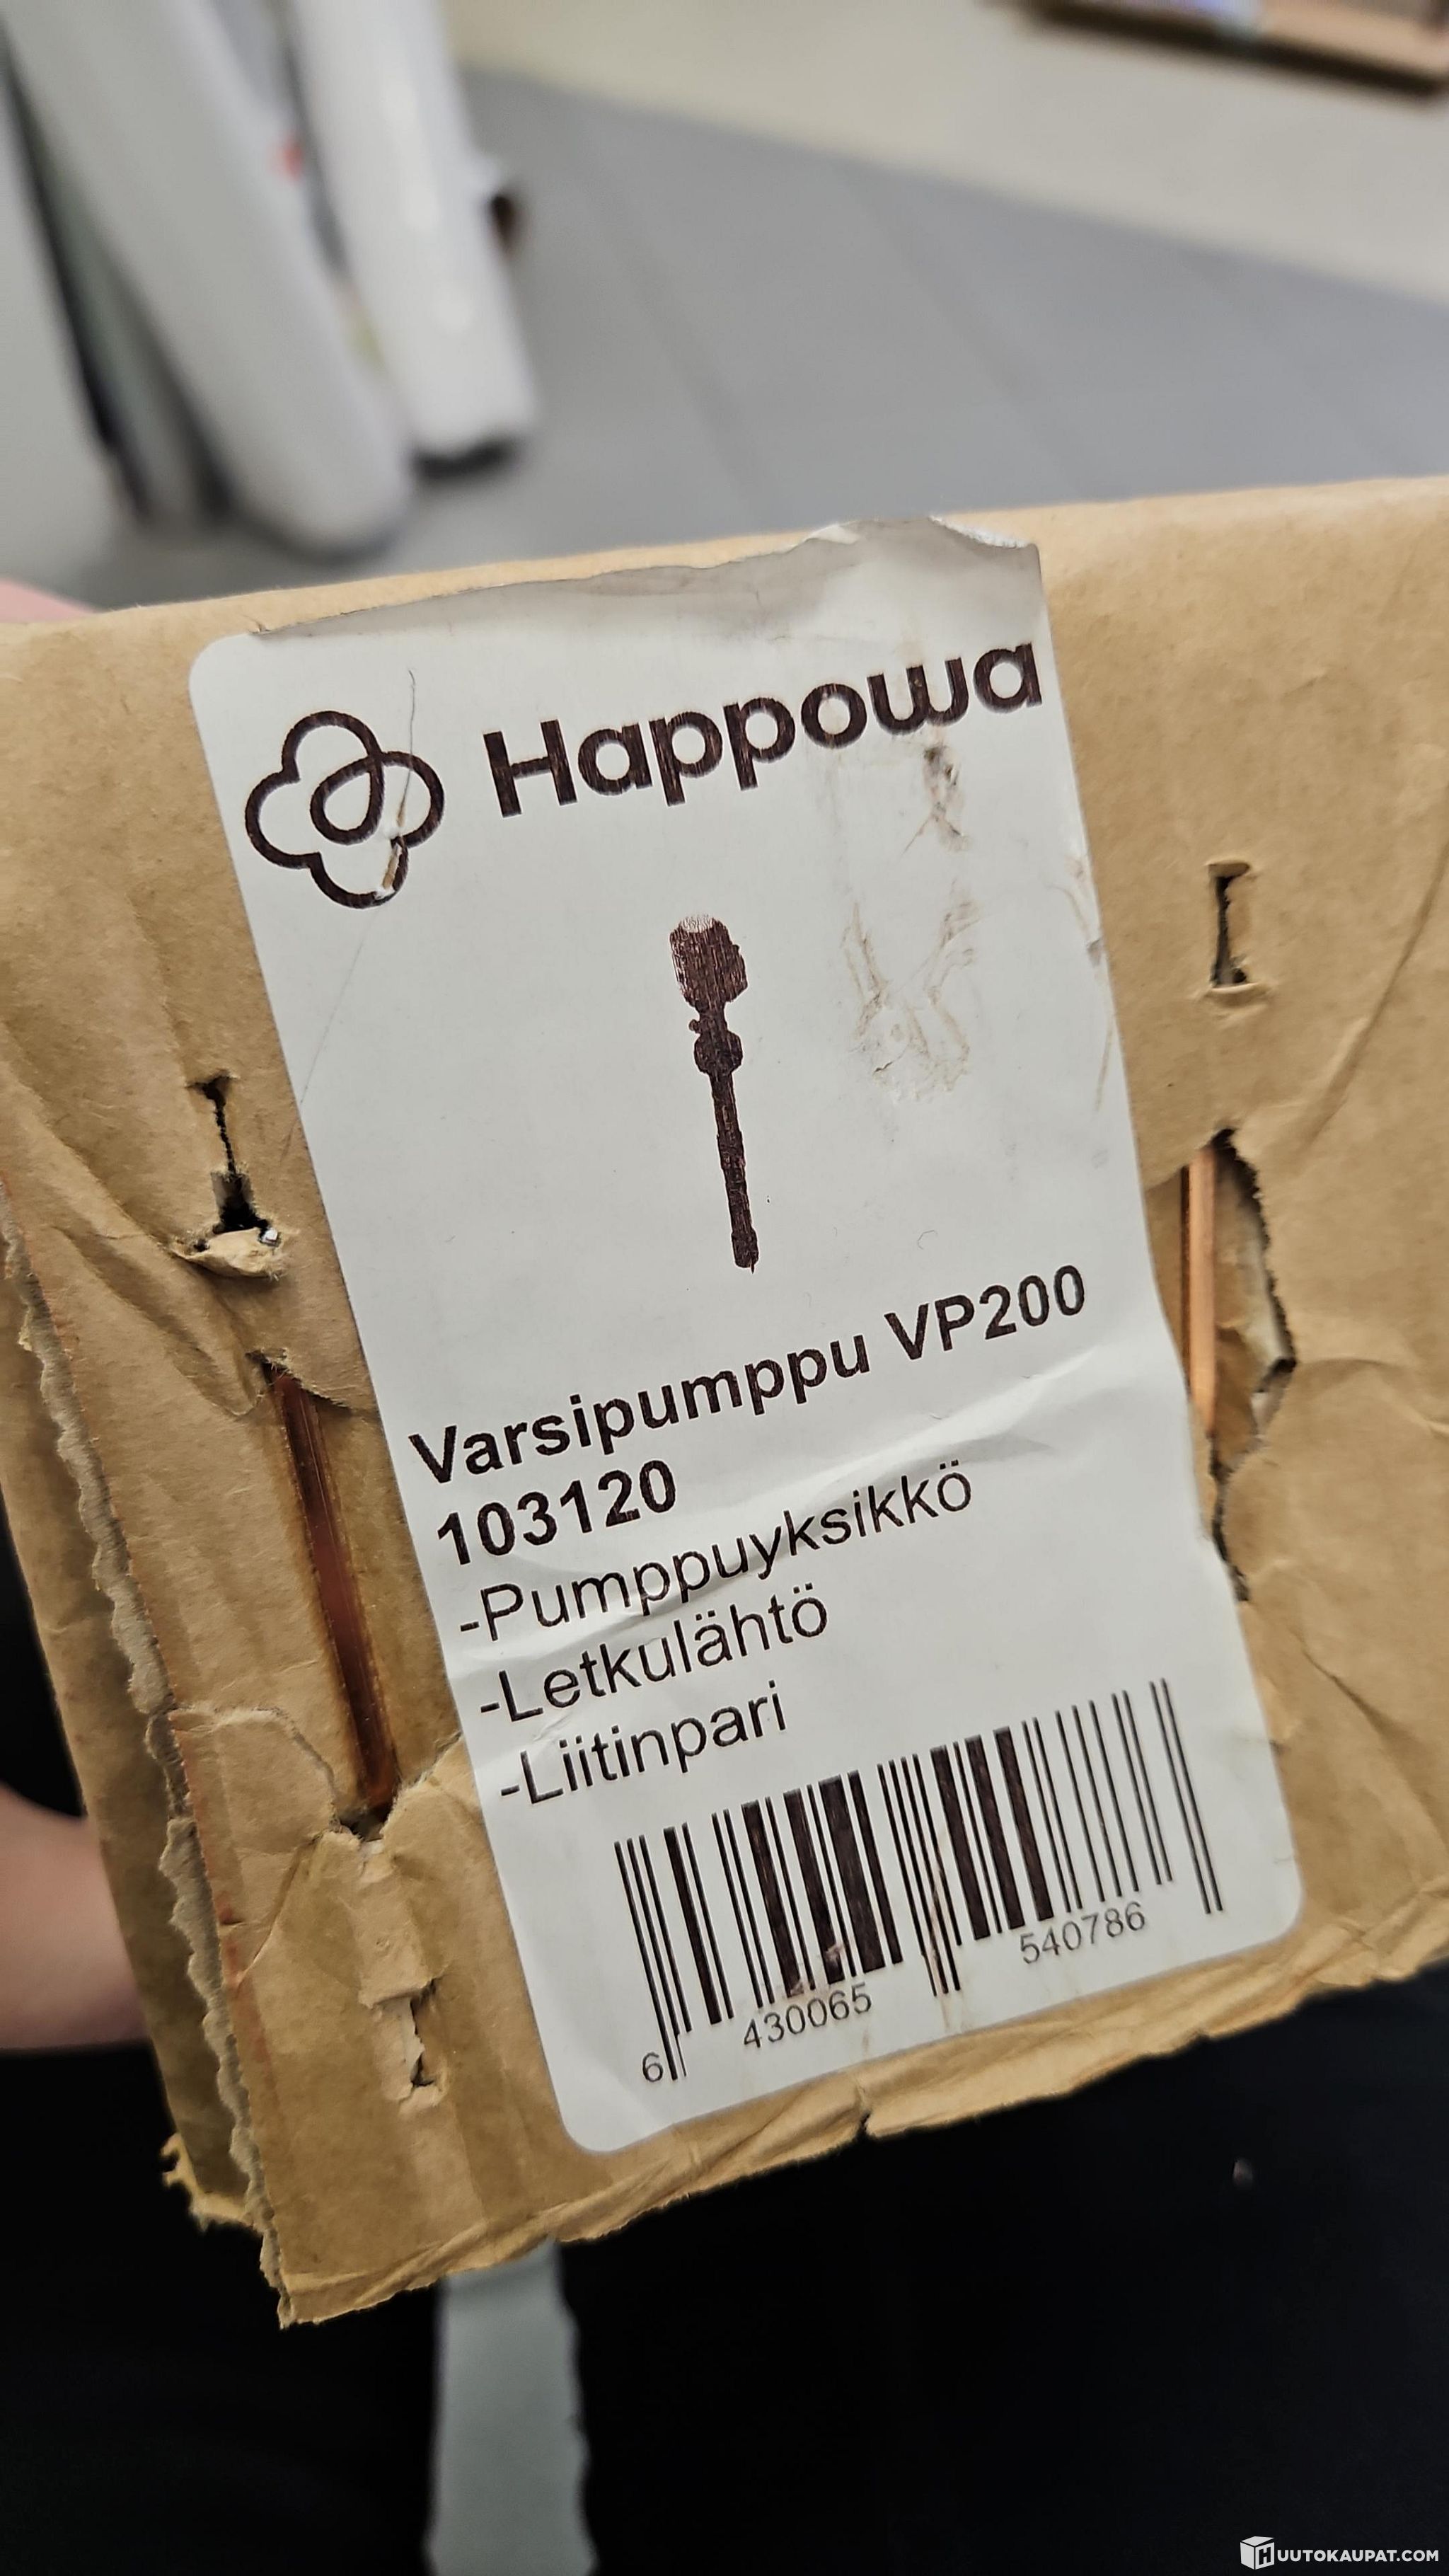 Happowa
Varsipumppu VP200
103120
-Pumppuyksikkö
-Letkulähtö
-Liitinpari
6 430065 540786
HUUTOKAUPAT.COM